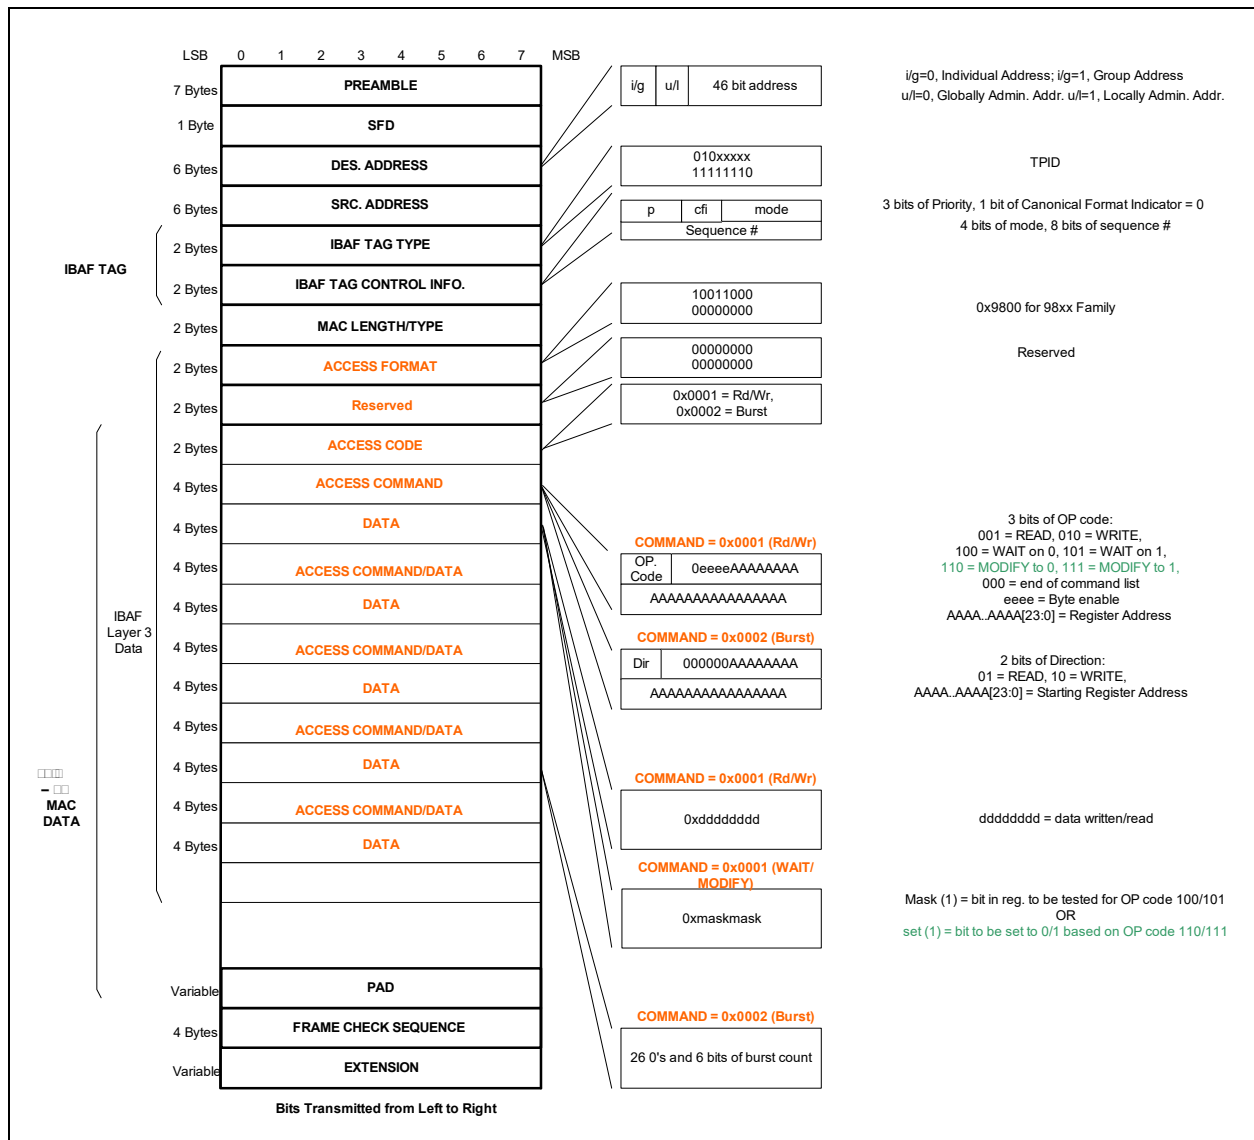 LSB 0 1 2 3 4 5 6 7 MSB
7 Bytes PREAMBLE
1 Byte SFD
6 Bytes DES. ADDRESS
6 Bytes SRC. ADDRESS
IBAF TAG
2 Bytes IBAF TAG TYPE
2 Bytes IBAF TAG CONTROL INFO.
2 Bytes MAC LENGTH/TYPE
2 Bytes ACCESS FORMAT
2 Bytes Reserved
2 Bytes ACCESS CODE
4 Bytes ACCESS COMMAND
4 Bytes DATA
4 Bytes ACCESS COMMAND/DATA
4 Bytes DATA
IBAF
Layer 3
Data
4 Bytes ACCESS COMMAND/DATA
4 Bytes DATA
4 Bytes ACCESS COMMAND/DATA
4 Bytes DATA
–
MAC
DATA
4 Bytes ACCESS COMMAND/DATA
4 Bytes DATA
Variable PAD
4 Bytes FRAME CHECK SEQUENCE
Variable EXTENSION
Bits Transmitted from Left to Right
i/g u/l 46 bit address
i/g=0, Individual Address; i/g=1, Group Address
u/l=0, Globally Admin. Addr. u/l=1, Locally Admin. Addr.
010xxxxx
11111110
TPID
p cfi mode
Sequence #
3 bits of Priority, 1 bit of Canonical Format Indicator = 0
4 bits of mode, 8 bits of sequence #
10011000
00000000
0x9800 for 98xx Family
00000000
00000000
Reserved
0x0001 = Rd/Wr,
0x0002 = Burst
COMMAND = 0x0001 (Rd/Wr)
OP.
Code
0eeeeAAAAAAAA
AAAAAAAAAAAAAAAA
3 bits of OP code:
001 = READ, 010 = WRITE,
100 = WAIT on 0, 101 = WAIT on 1,
110 = MODIFY to 0, 111 = MODIFY to 1,
000 = end of command list
eeee = Byte enable
AAAA..AAAA[23:0] = Register Address
COMMAND = 0x0002 (Burst)
Dir 000000AAAAAAAA
AAAAAAAAAAAAAAAA
2 bits of Direction:
01 = READ, 10 = WRITE,
AAAA..AAAA[23:0] = Starting Register Address
COMMAND = 0x0001 (Rd/Wr)
0xdddddddd
dddddddd = data written/read
COMMAND = 0x0001 (WAIT/
MODIFY)
0xmaskmask
Mask (1) = bit in reg. to be tested for OP code 100/101
OR
set (1) = bit to be set to 0/1 based on OP code 110/111
COMMAND = 0x0002 (Burst)
26 0's and 6 bits of burst count